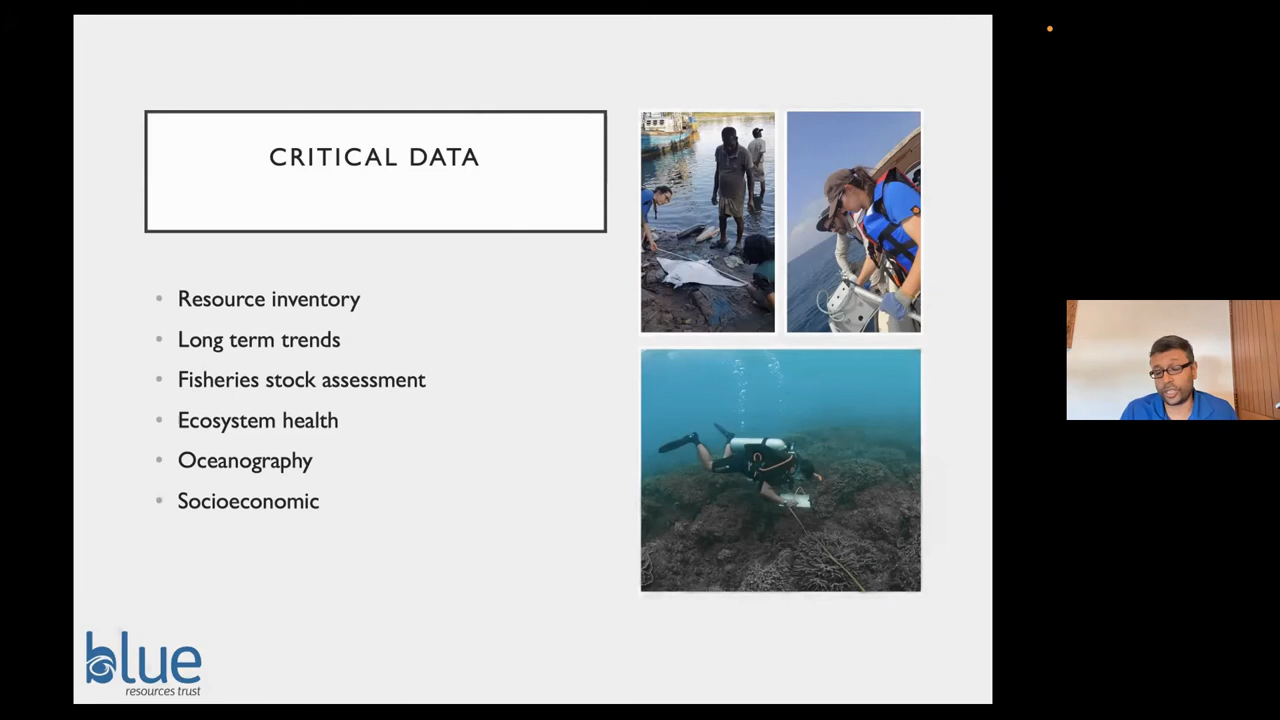 CRITICAL DATA
Resource inventory
Long term trends
Fisheries stock assessment
Ecosystem health
Oceanography
Socioeconomic
blue
resources trust